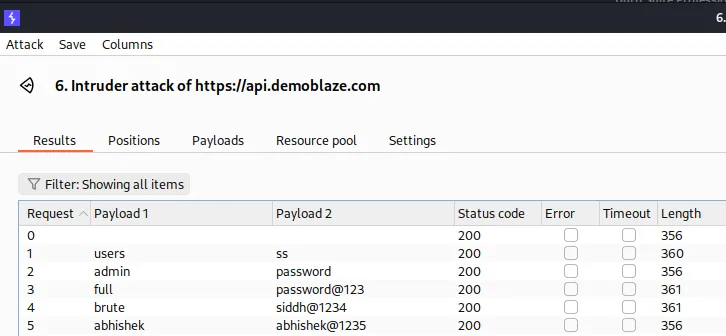 6.
Attack Save Columns
6. Intruder attack of https://api.demoblaze.com
Results Positions Payloads Resource pool Settings
Filter: Showing all items
Request Payload 1 Payload 2 Status code Error Timeout Length
0 200 356
1 users ss 200 360
2 admin password 200 356
3 full password@123 200 361
4 brute siddh@1234 200 361
5 abhishek abhishek@1235 200 356